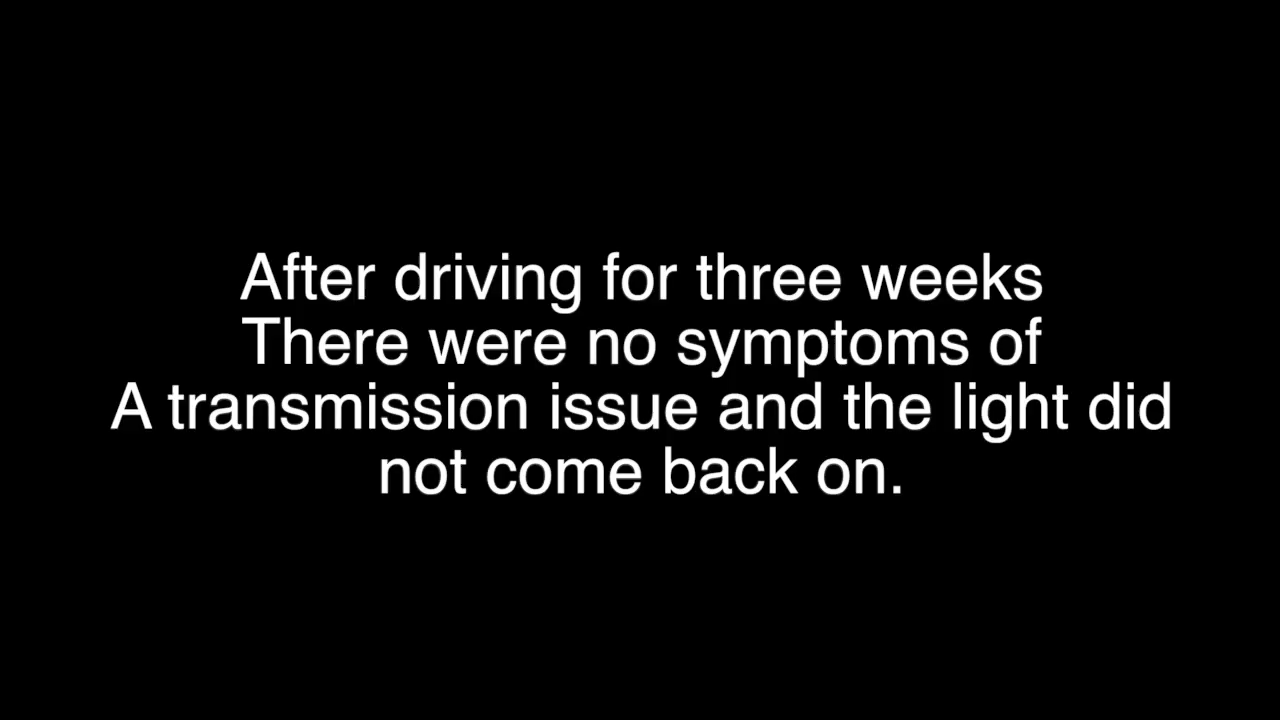 After driving for three weeks
There were no symptoms of
A transmission issue and the light did
not come back on.